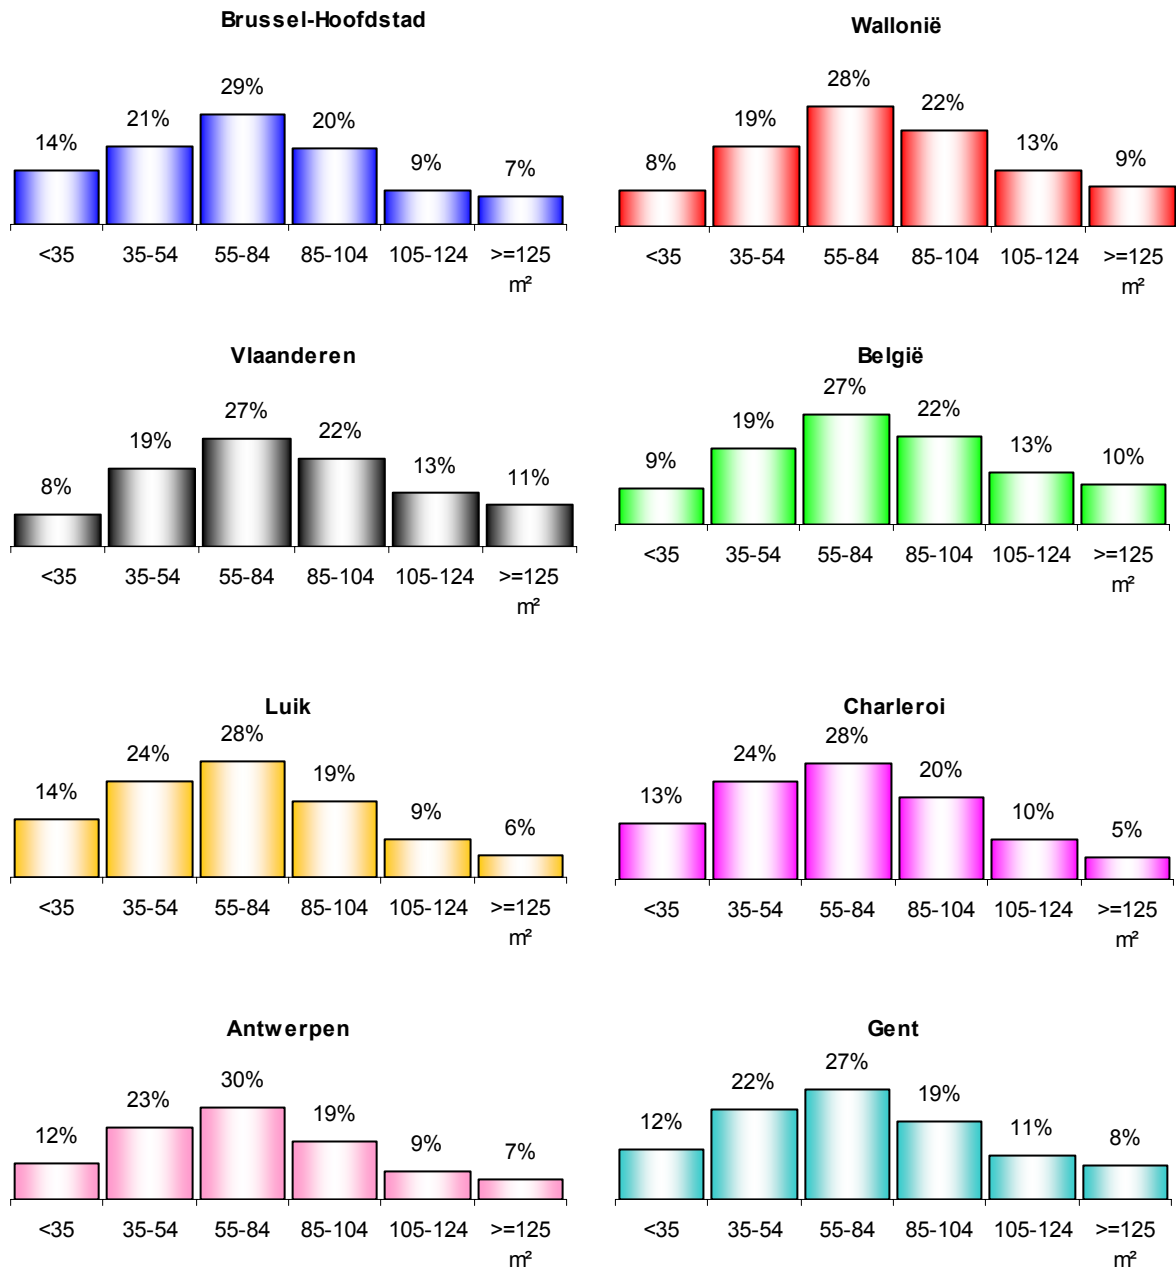 Brussel-Hoofdstad
14% 21% 29% 20% 9% 7%
<35 35-54 55-84 85-104 105-124 >=125
m²
Wallonië
8% 19% 28% 22% 13% 9%
<35 35-54 55-84 85-104 105-124 >=125
m²
Vlaanderen
8% 19% 27% 22% 13% 11%
<35 35-54 55-84 85-104 105-124 >=125
m²
België
9% 19% 27% 22% 13% 10%
<35 35-54 55-84 85-104 105-124 >=125
m²
Luik
14% 24% 28% 19% 9% 6%
<35 35-54 55-84 85-104 105-124 >=125
m²
Charleroi
13% 24% 28% 20% 10% 5%
<35 35-54 55-84 85-104 105-124 >=125
m²
Antwerpen
12% 23% 30% 19% 9% 7%
<35 35-54 55-84 85-104 105-124 >=125
m²
Gent
12% 22% 27% 19% 11% 8%
<35 35-54 55-84 85-104 105-124 >=125
m²